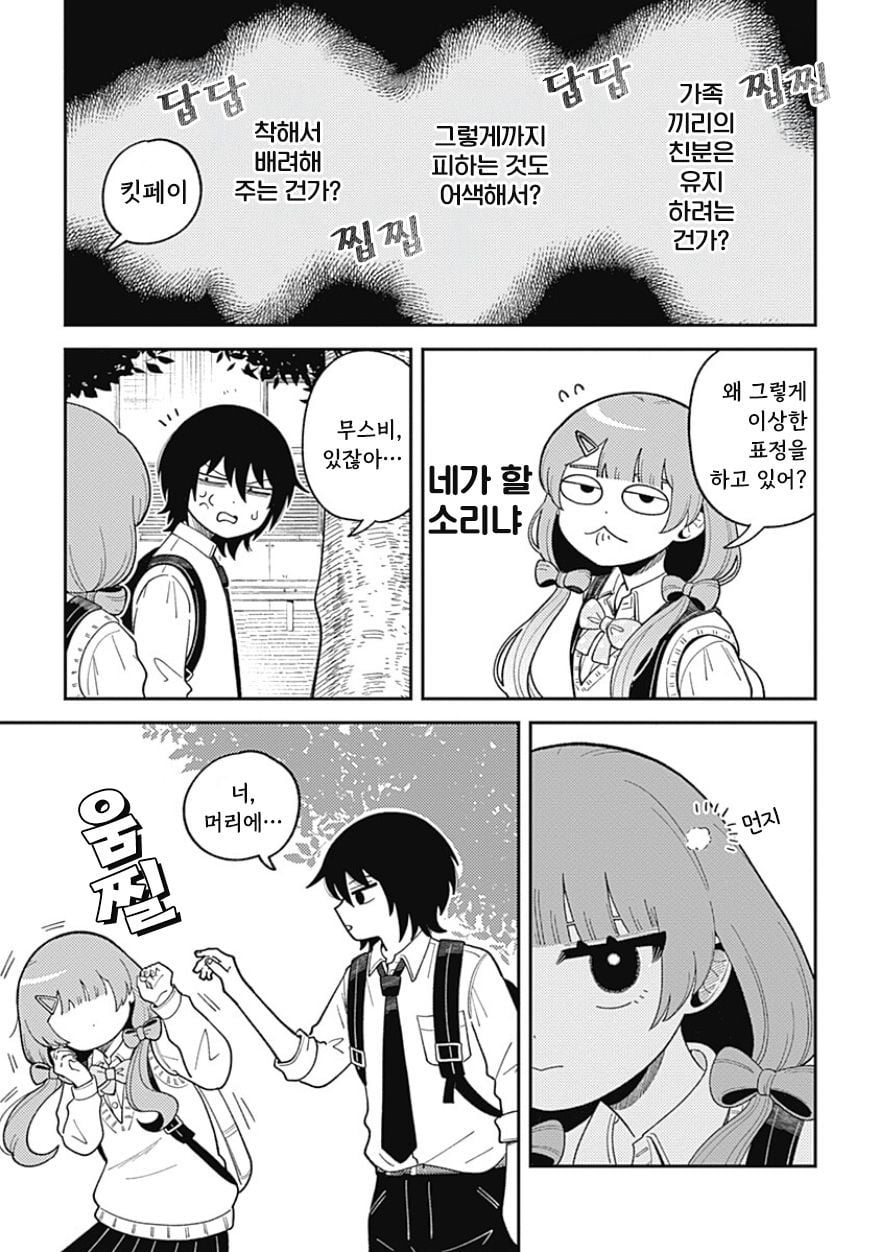 찝찝
가족
끼리의
친분은
유지
하려는
건가?
답답
그렇게까지
피하는 것도
어색해서?
찝찝
답답
착해서
배려해
주는 건가?
킷페이
왜 그렇게
이상한
표정을
하고 있어?
네가 할
소리냐
무스비,
있잖아…
먼지
너,
머리에…
움찔